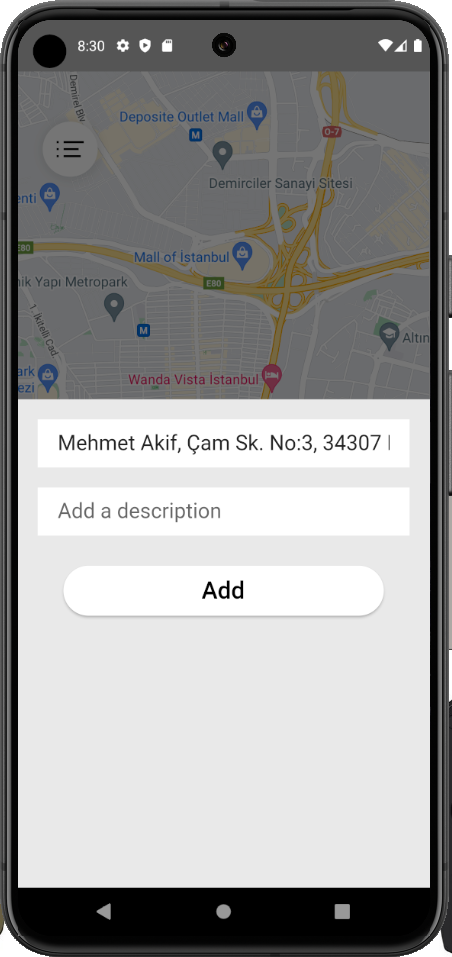 8:30
Demirel Blv.
Deposite Outlet Mall
M
O-7
Demirciler Sanayi Sitesi
enti
E80
Mall of İstanbul
nik Yapı Metropark
E80
1. İkitelli Cad.
M
Altın
ark
ezi
Wanda Vista İstanbul
Mehmet Akif, Çam Sk. No:3, 34307
Add a description
Add